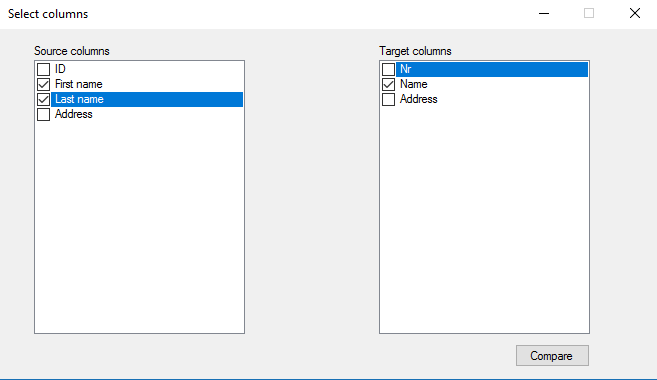 Select columns
Source columns
ID
First name
Last name
Address
Target columns
Nr
Name
Address
Compare